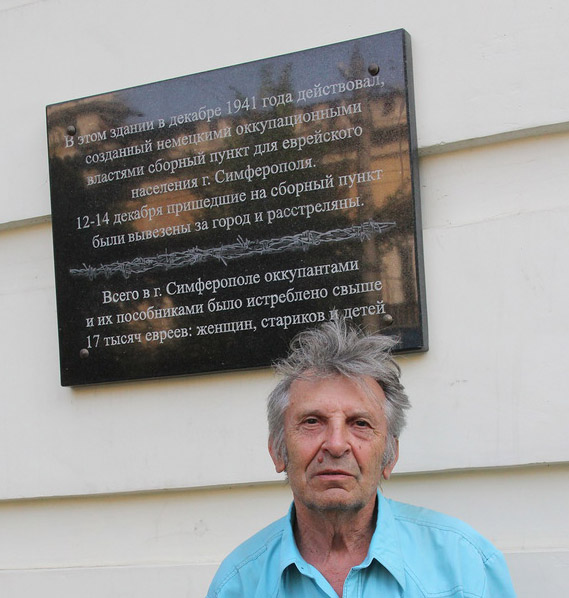 В этом здании в декабре 1941 года действовал,
созданный немецкими оккупационными
властями сборный пункт для еврейского
населения г. Симферополя.
12-14 декабря пришедшие на сборный пункт
были вывезены за город и расстреляны.
Всего в г. Симферополе оккупантами
и их пособниками было истреблено свыше
17 тысяч евреев: женщин, стариков и детей